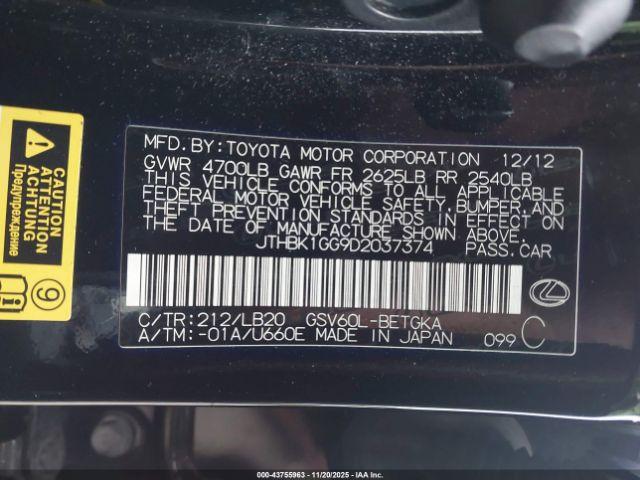 MFD.BY:TOYOTA MOTOR CORPORATION 12/12
GVWR 4700LB GAWR FR 2625LB RR 2540LB
THIS VEHICLE CONFORMS TO ALL APPLICABLE
FEDERAL MOTOR VEHICLE SAFETY,BUMPER,AND
THEFT PREVENTION STANDARDS IN EFFECT ON
THE DATE OF MANUFACTURE SHOWN ABOVE.
JTHBK1GG9D2037374 PASS.CAR
C/TR:212/LB20 GSV60L-BETGKA
A/TM:-01A/U660E MADE IN JAPAN 099 C
CAUTION
ATTENTION
Предупреждение
9
000-43755963 - 11/20/2025 - IAAI.COM